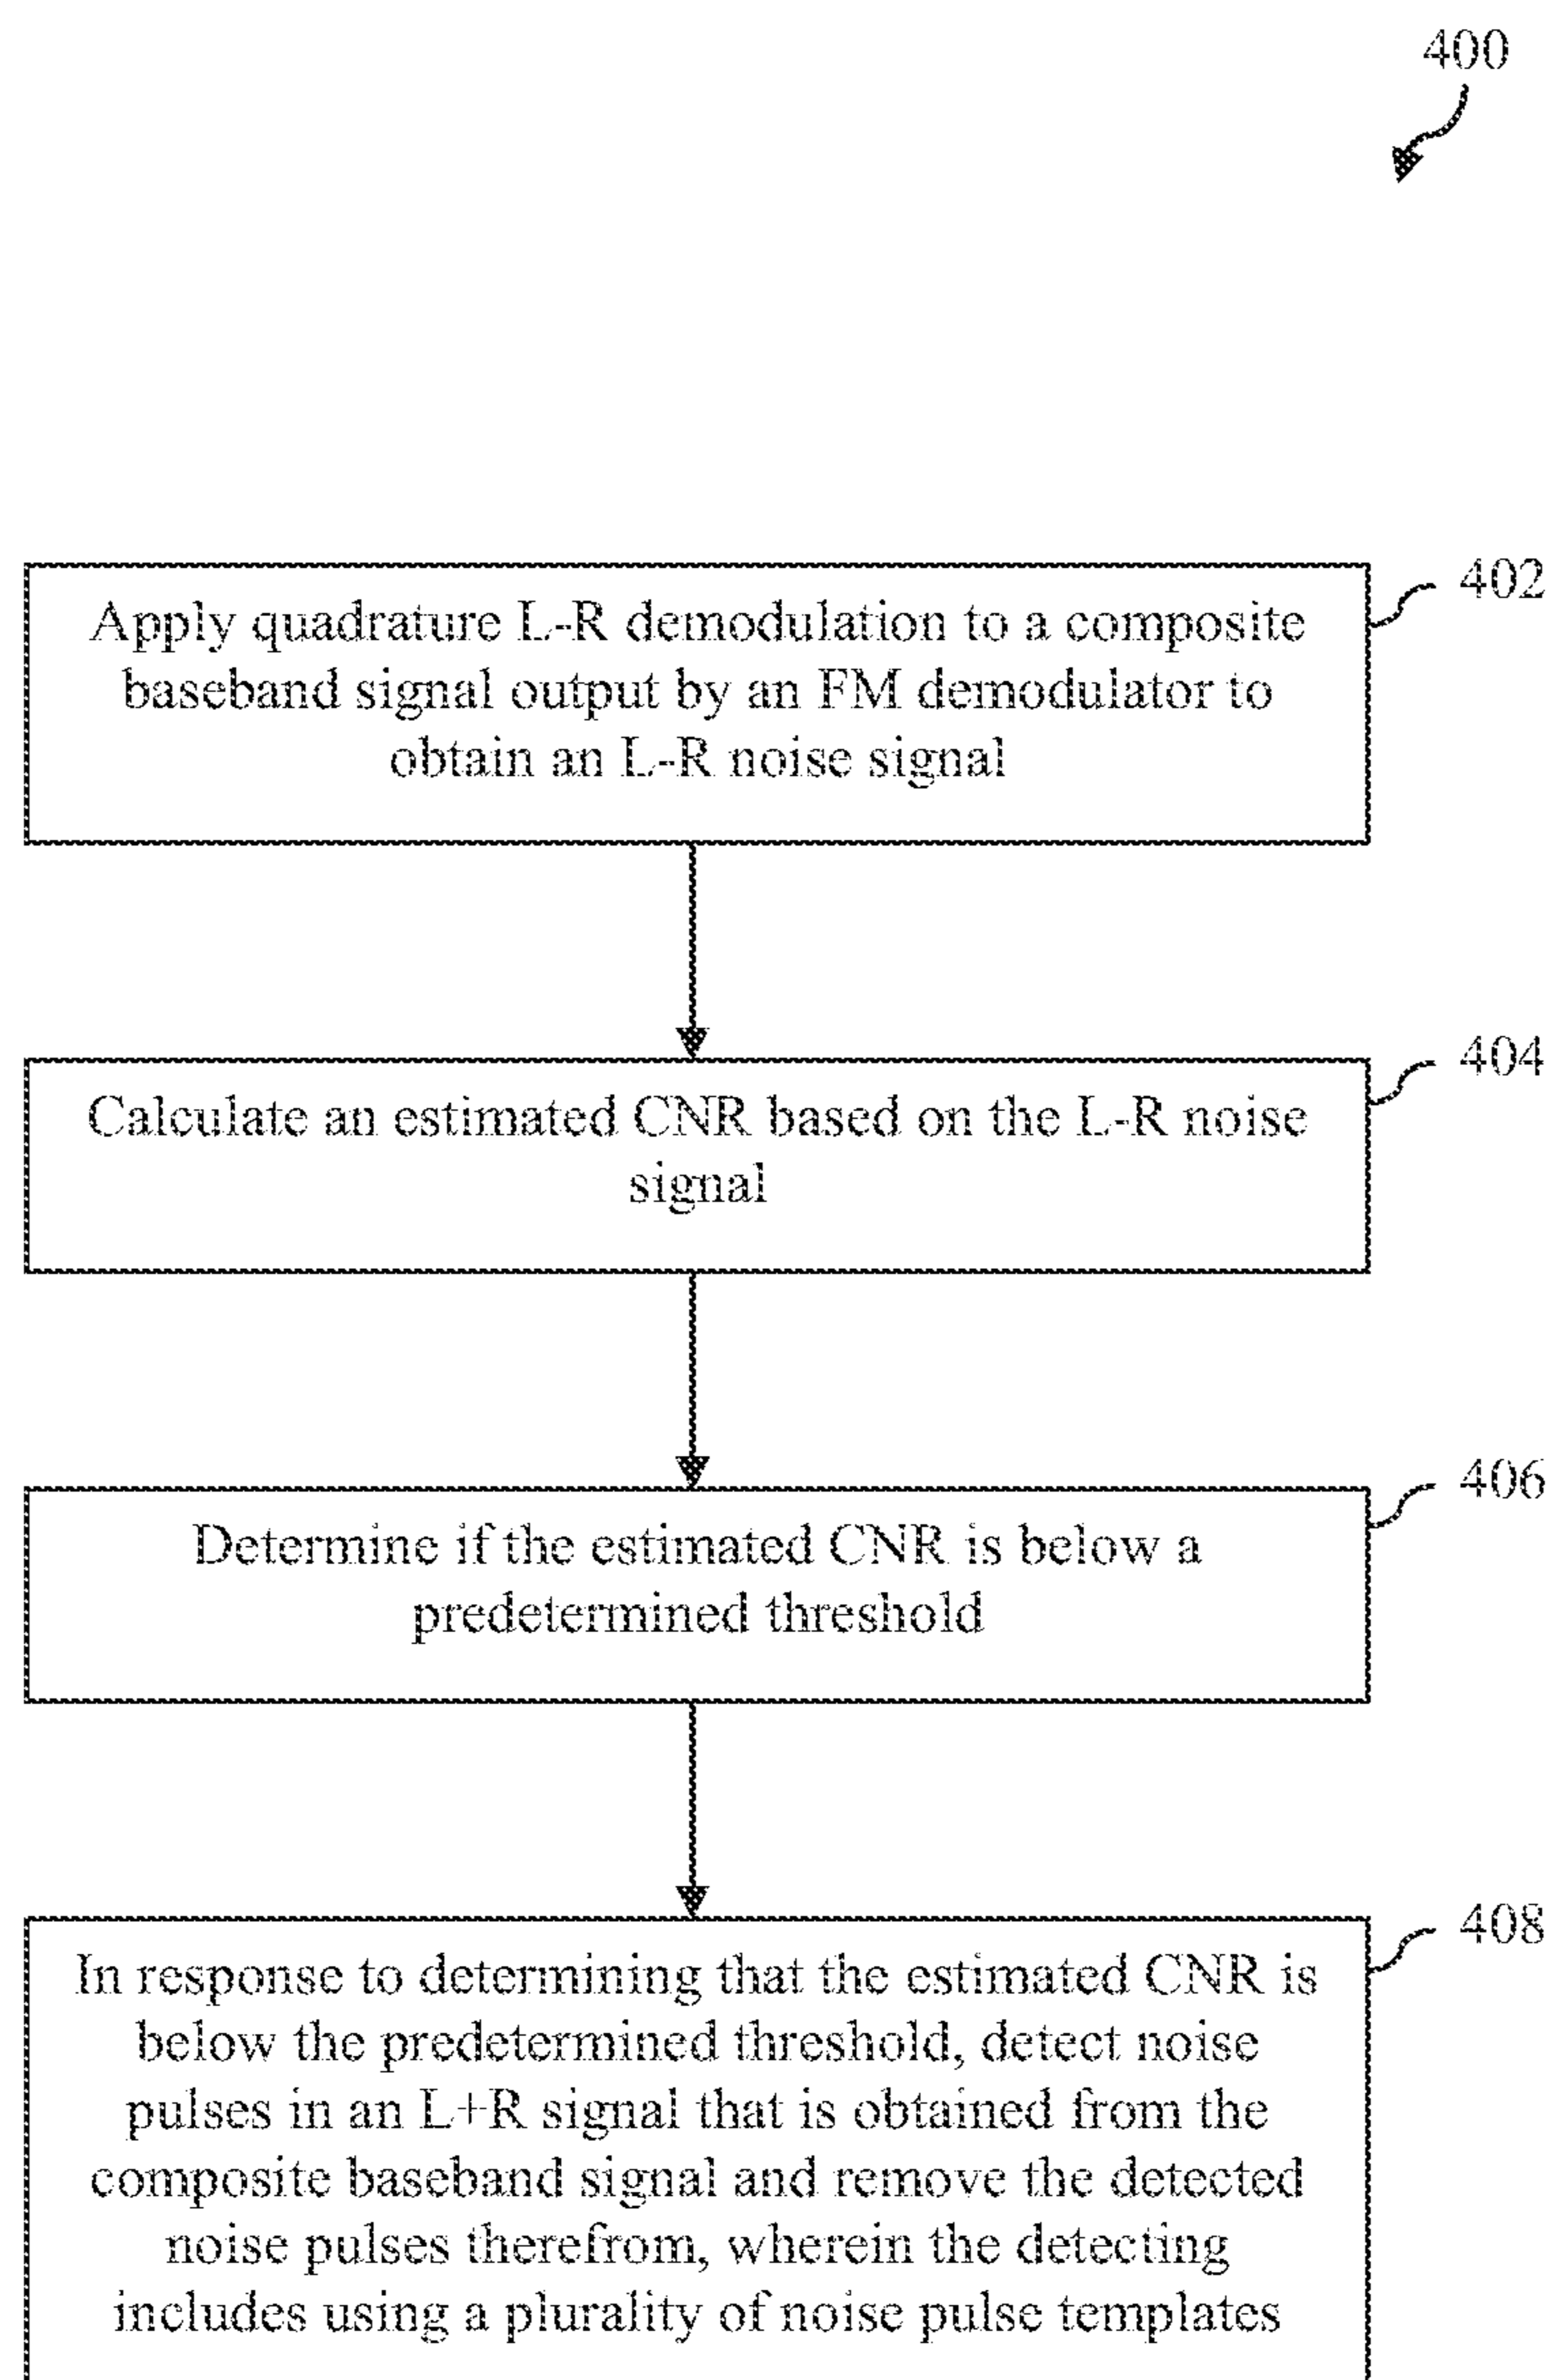 400
402
Apply quadrature L-R demodulation to a composite
baseband signal output by an FM demodulator to
obtain an L-R noise signal
404
Calculate an estimated CNR based on the L-R noise
signal
406
Determine if the estimated CNR is below a
predetermined threshold
408
In response to determining that the estimated CNR is
below the predetermined threshold, detect noise
pulses in an L+R signal that is obtained from the
composite baseband signal and remove the detected
noise pulses therefrom, wherein the detecting
includes using a plurality of noise pulse templates